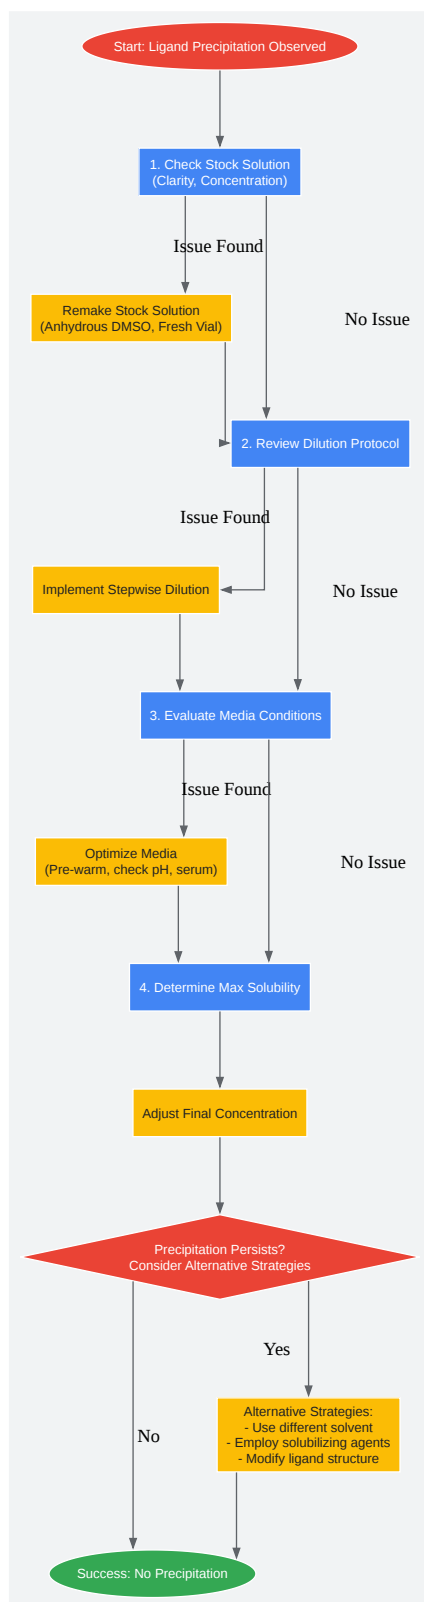 Start: Ligand Precipitation Observed
1. Check Stock Solution
(Clarity, Concentration)
Issue Found
Remake Stock Solution
(Anhydrous DMSO, Fresh Vial)
No Issue
2. Review Dilution Protocol
Issue Found
Implement Stepwise Dilution
No Issue
3. Evaluate Media Conditions
Issue Found
Optimize Media
(Pre-warm, check pH, serum)
No Issue
4. Determine Max Solubility
Adjust Final Concentration
Precipitation Persists?
Consider Alternative Strategies
Yes
Alternative Strategies:
- Use different solvent
- Employ solubilizing agents
- Modify ligand structure
No
Success: No Precipitation